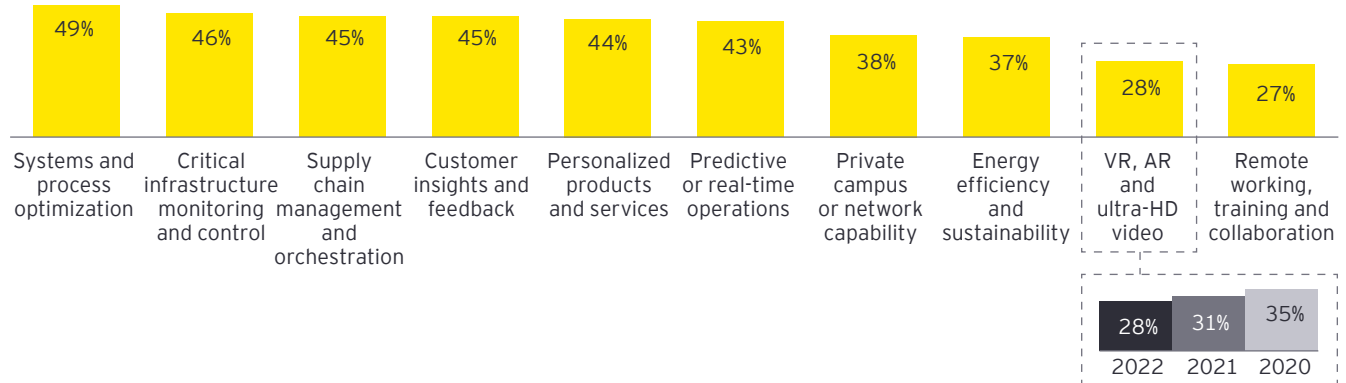 49%
46%
45%
45%
44%
43%
38%
37%
28%
27%
Systems and
process
optimization
Critical
infrastructure
monitoring
and control
Supply
chain
management
and
orchestration
Customer
insights and
feedback
Personalized
products
and services
Predictive
or real-time
operations
Private
campus
or network
capability
Energy
efficiency
and
sustainability
VR, AR
and
ultra-HD
video
Remote
working,
training and
collaboration
28%
31%
35%
2022
2021
2020